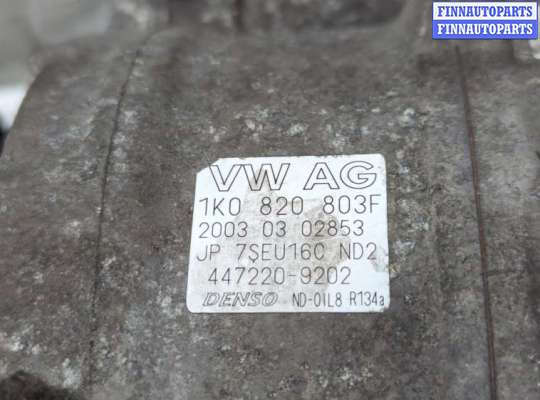 FINNAUTOPARTS
FINNAUTOPARTS
VW AG
1K0 820 803F
2003 03 02853
JP 7SEU16C ND2
447220-9202
DENSO ND-OIL8 R134a